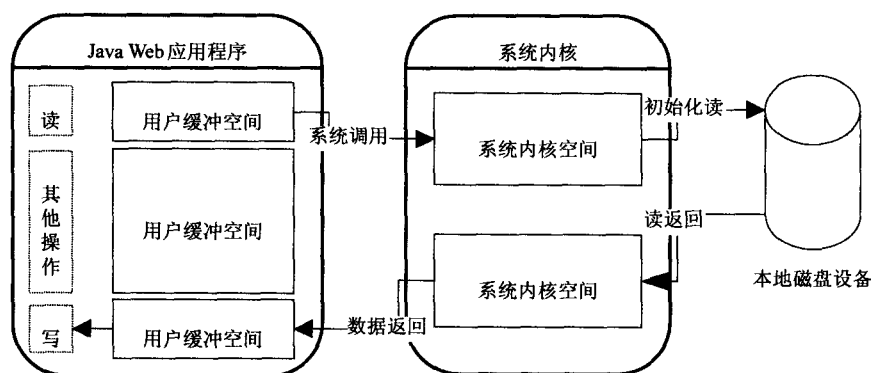 Java Web应用程序
系统内核
读
用户缓冲空间
系统调用
系统内核空间
初始化读
其他操作
用户缓冲空间
读返回
系统内核空间
本地磁盘设备
写
用户缓冲空间
数据返回